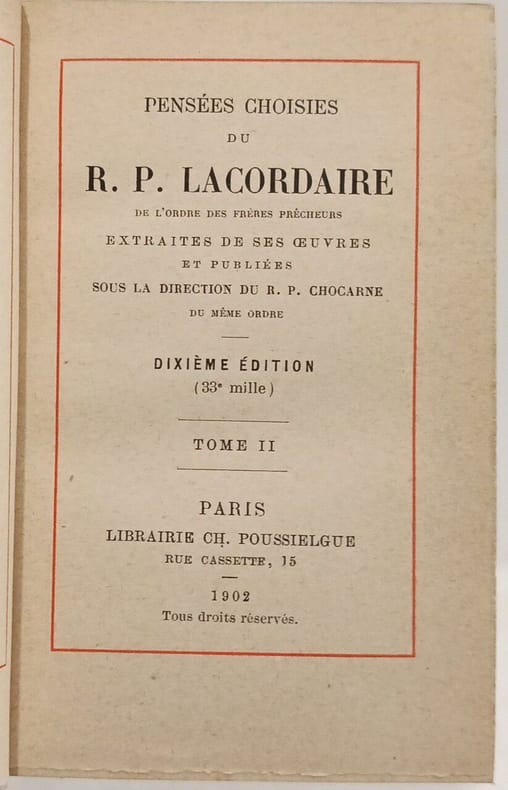 PENSÉES CHOISIES
DU
R. P. LACORDAIRE
DE L'ORDRE DES FRÈRES PRÊCHEURS
EXTRAITES DE SES ŒUVRES
ET PUBLIÉES
SOUS LA DIRECTION DU R. P. CHOCARNE
DU MÊME ORDRE
DIXIÈME ÉDITION
(33e mille)
TOME II
PARIS
LIBRAIRIE CH. POUSSIELGUE
RUE CASSETTE, 15
1902
Tous droits réservés.